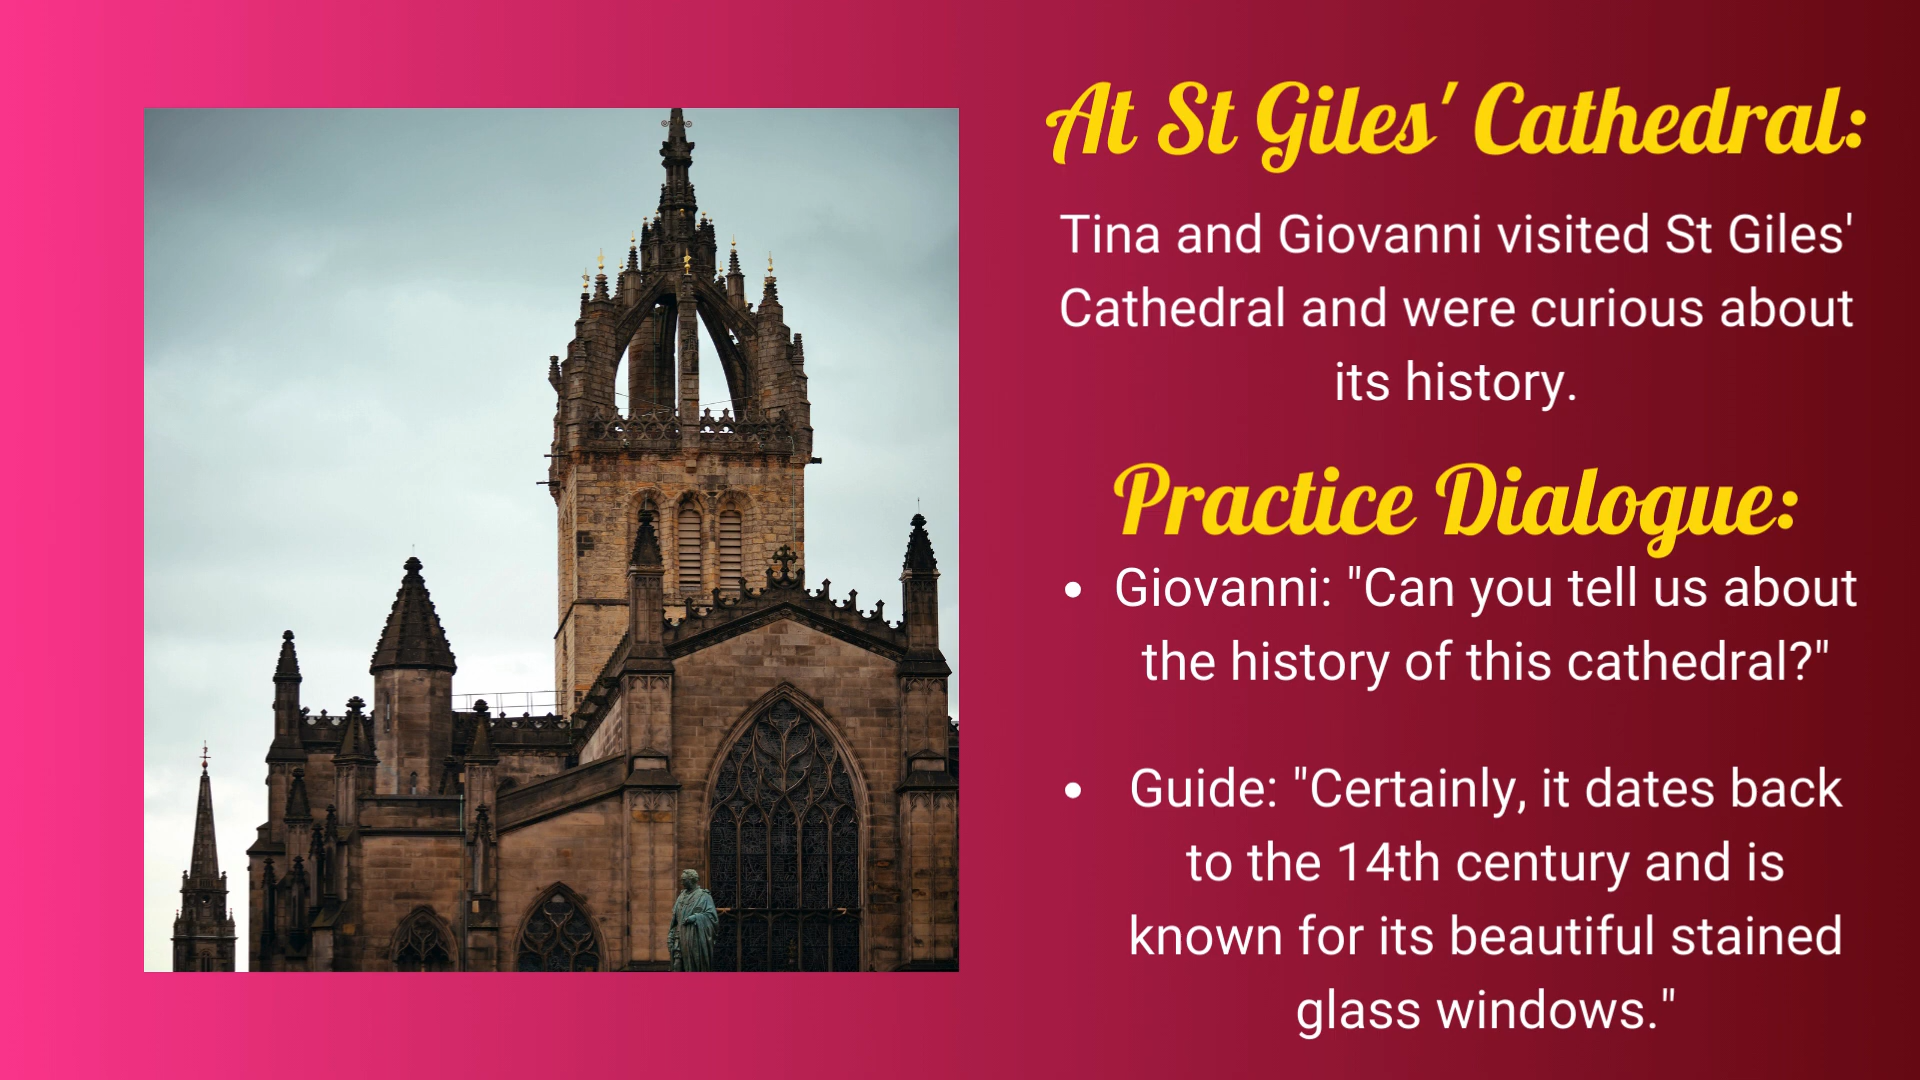 At St Giles' Cathedral:
Tina and Giovanni visited St Giles'
Cathedral and were curious about
its history.
Practice Dialogue:
• Giovanni: "Can you tell us about
the history of this cathedral?"
• Guide: "Certainly, it dates back
to the 14th century and is
known for its beautiful stained
glass windows."